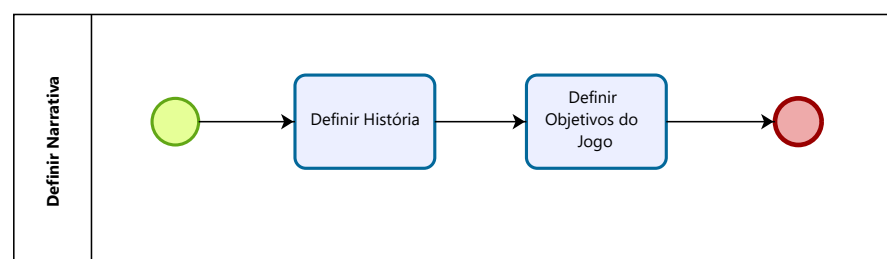 Definir Narrativa
Definir História
Definir
Objetivos do
Jogo